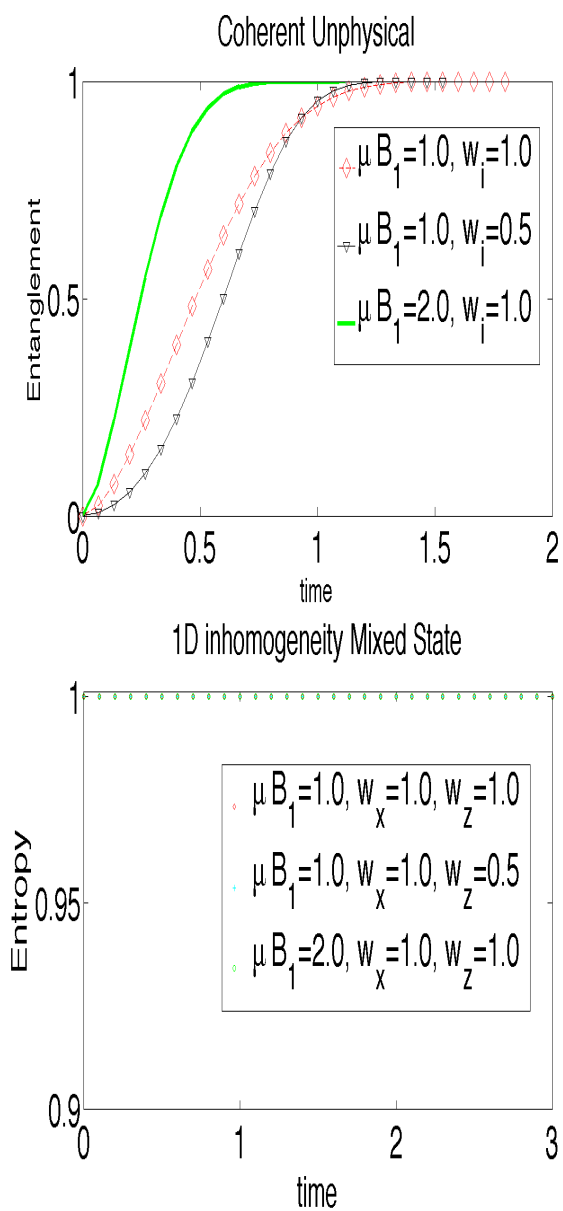 Coherent Unphysical
1
0.5
0
Entanglement
μ B1=1.0, wi=1.0
μ B1=1.0, wi=0.5
μ B1=2.0, wi=1.0
0 0.5 1 1.5 2
time
1D inhomogeneity Mixed State
1
0.95
0.9
Entropy
μ B1=1.0, wx=1.0, wz=1.0
μ B1=1.0, wx=1.0, wz=0.5
μ B1=2.0, wx=1.0, wz=1.0
0 1 2 3
time